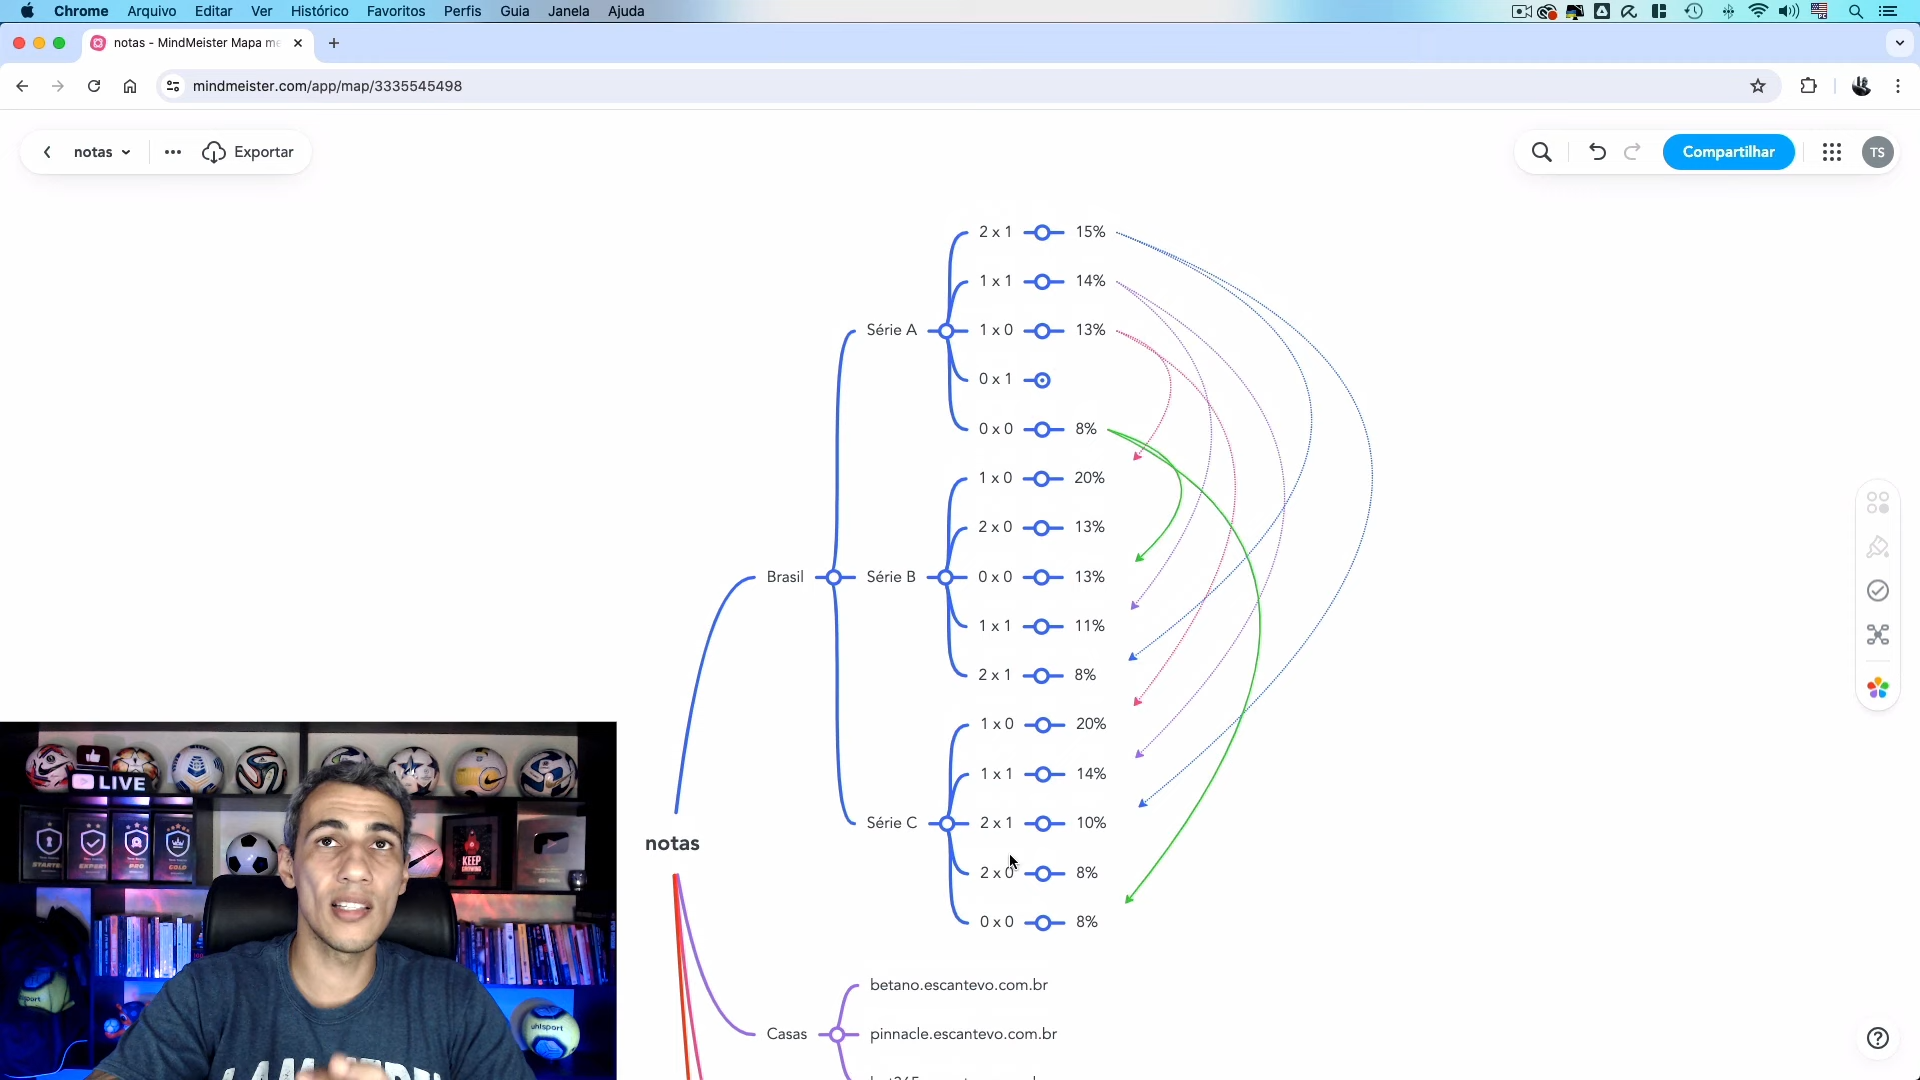 Chrome Arquivo Editar Ver Histórico Favoritos Perfis Guia Janela Ajuda
notas - MindMeister Mapa me
mindmeister.com/app/map/3335545498
notas
Exportar
Compartilhar
TS
2 x 1 15%
1 x 1 14%
Série A 1 x 0 13%
0 x 1
0 x 0 8%
1 x 0 20%
2 x 0 13%
Brasil Série B 0 x 0 13%
1 x 1 11%
2 x 1 8%
1 x 0 20%
1 x 1 14%
Série C 2 x 1 10%
2 x 0 8%
0 x 0 8%
notas
betano.escantevo.com.br
Casas pinnacle.escantevo.com.br
LIVE
KEEP
uhlsport